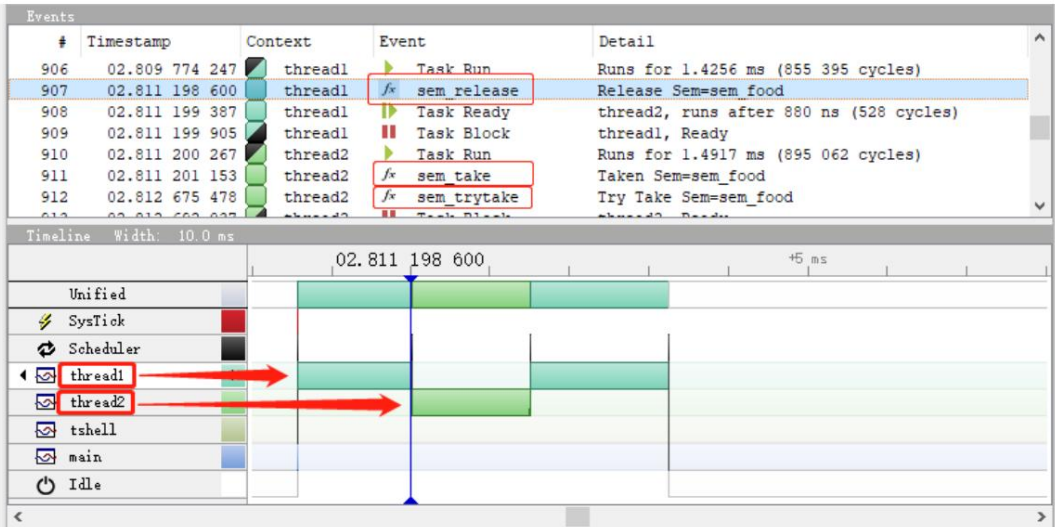 Events
# Timestamp Context Event Detail
906 02.809 774 247 thread1 Task Run Runs for 1.4256 ms (855 395 cycles)
907 02.811 198 600 thread1 fx sem_release Release Sem=sem_food
908 02.811 199 387 thread1 Task Ready thread2, runs after 880 ns (528 cycles)
909 02.811 199 905 thread1 Task Block thread1, Ready
910 02.811 200 267 thread2 Task Run Runs for 1.4917 ms (895 062 cycles)
911 02.811 201 153 thread2 fx sem_take Taken Sem=sem_food
912 02.812 675 478 thread2 fx sem_trytake Try Take Sem=sem_food
Timeline Width: 10.0 ms
02.811 198 600 +5 ms
Unified
SysTick
Scheduler
thread1
thread2
tshell
main
Idle